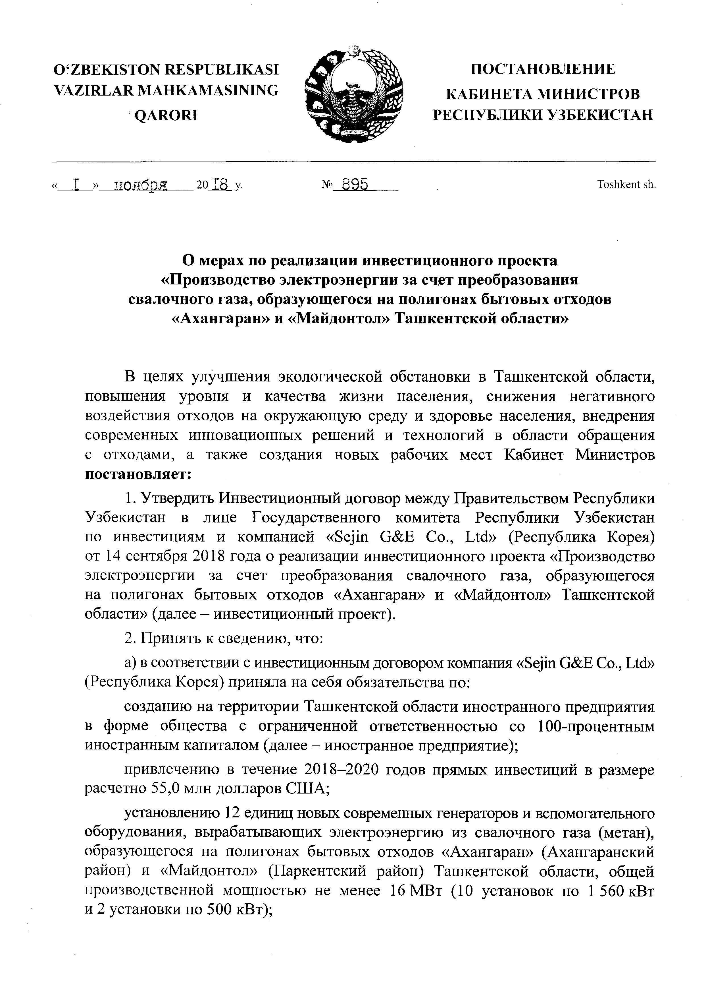 O‘ZBEKISTON RESPUBLIKASI
VAZIRLAR MAHKAMASINING
QARORI
O‘ZBEKISTON
ПОСТАНОВЛЕНИЕ
КАБИНЕТА МИНИСТРОВ
РЕСПУБЛИКИ УЗБЕКИСТАН
« I » ноября 2018 y. № 895 Toshkent sh.
О мерах по реализации инвестиционного проекта
«Производство электроэнергии за счет преобразования
свалочного газа, образующегося на полигонах бытовых отходов
«Ахангаран» и «Майдонтол» Ташкентской области»
В целях улучшения экологической обстановки в Ташкентской области,
повышения уровня и качества жизни населения, снижения негативного
воздействия отходов на окружающую среду и здоровье населения, внедрения
современных инновационных решений и технологий в области обращения
с отходами, а также создания новых рабочих мест Кабинет Министров
постановляет:
1. Утвердить Инвестиционный договор между Правительством Республики
Узбекистан в лице Государственного комитета Республики Узбекистан
по инвестициям и компанией «Sejin G&E Co., Ltd» (Республика Корея)
от 14 сентября 2018 года о реализации инвестиционного проекта «Производство
электроэнергии за счет преобразования свалочного газа, образующегося
на полигонах бытовых отходов «Ахангаран» и «Майдонтол» Ташкентской
области» (далее – инвестиционный проект).
2. Принять к сведению, что:
а) в соответствии с инвестиционным договором компания «Sejin G&E Co., Ltd»
(Республика Корея) приняла на себя обязательства по:
созданию на территории Ташкентской области иностранного предприятия
в форме общества с ограниченной ответственностью со 100-процентным
иностранным капиталом (далее – иностранное предприятие);
привлечению в течение 2018–2020 годов прямых инвестиций в размере
расчетно 55,0 млн долларов США;
установлению 12 единиц новых современных генераторов и вспомогательного
оборудования, вырабатывающих электроэнергию из свалочного газа (метан),
образующегося на полигонах бытовых отходов «Ахангаран» (Ахангаранский
район) и «Майдонтол» (Паркентский район) Ташкентской области, общей
производственной мощностью не менее 16 МВт (10 установок по 1 560 кВт
и 2 установки по 500 кВт);